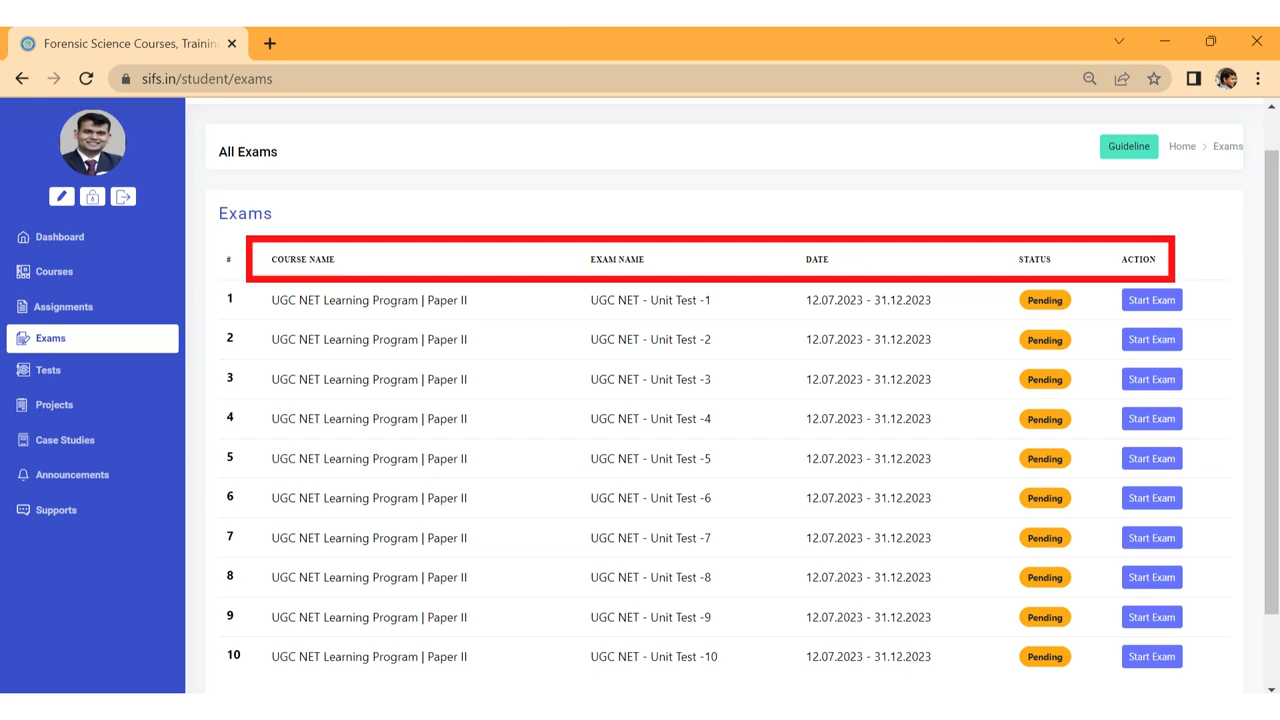 Forensic Science Courses, Trainin
sifs.in/student/exams
All Exams
Guideline Home > Exams
Exams
# COURSE NAME EXAM NAME DATE STATUS ACTION
1 UGC NET Learning Program | Paper II UGC NET - Unit Test -1 12.07.2023 - 31.12.2023 Pending Start Exam
2 UGC NET Learning Program | Paper II UGC NET - Unit Test -2 12.07.2023 - 31.12.2023 Pending Start Exam
3 UGC NET Learning Program | Paper II UGC NET - Unit Test -3 12.07.2023 - 31.12.2023 Pending Start Exam
4 UGC NET Learning Program | Paper II UGC NET - Unit Test -4 12.07.2023 - 31.12.2023 Pending Start Exam
5 UGC NET Learning Program | Paper II UGC NET - Unit Test -5 12.07.2023 - 31.12.2023 Pending Start Exam
6 UGC NET Learning Program | Paper II UGC NET - Unit Test -6 12.07.2023 - 31.12.2023 Pending Start Exam
7 UGC NET Learning Program | Paper II UGC NET - Unit Test -7 12.07.2023 - 31.12.2023 Pending Start Exam
8 UGC NET Learning Program | Paper II UGC NET - Unit Test -8 12.07.2023 - 31.12.2023 Pending Start Exam
9 UGC NET Learning Program | Paper II UGC NET - Unit Test -9 12.07.2023 - 31.12.2023 Pending Start Exam
10 UGC NET Learning Program | Paper II UGC NET - Unit Test -10 12.07.2023 - 31.12.2023 Pending Start Exam
Dashboard
Courses
Assignments
Exams
Tests
Projects
Case Studies
Announcements
Supports